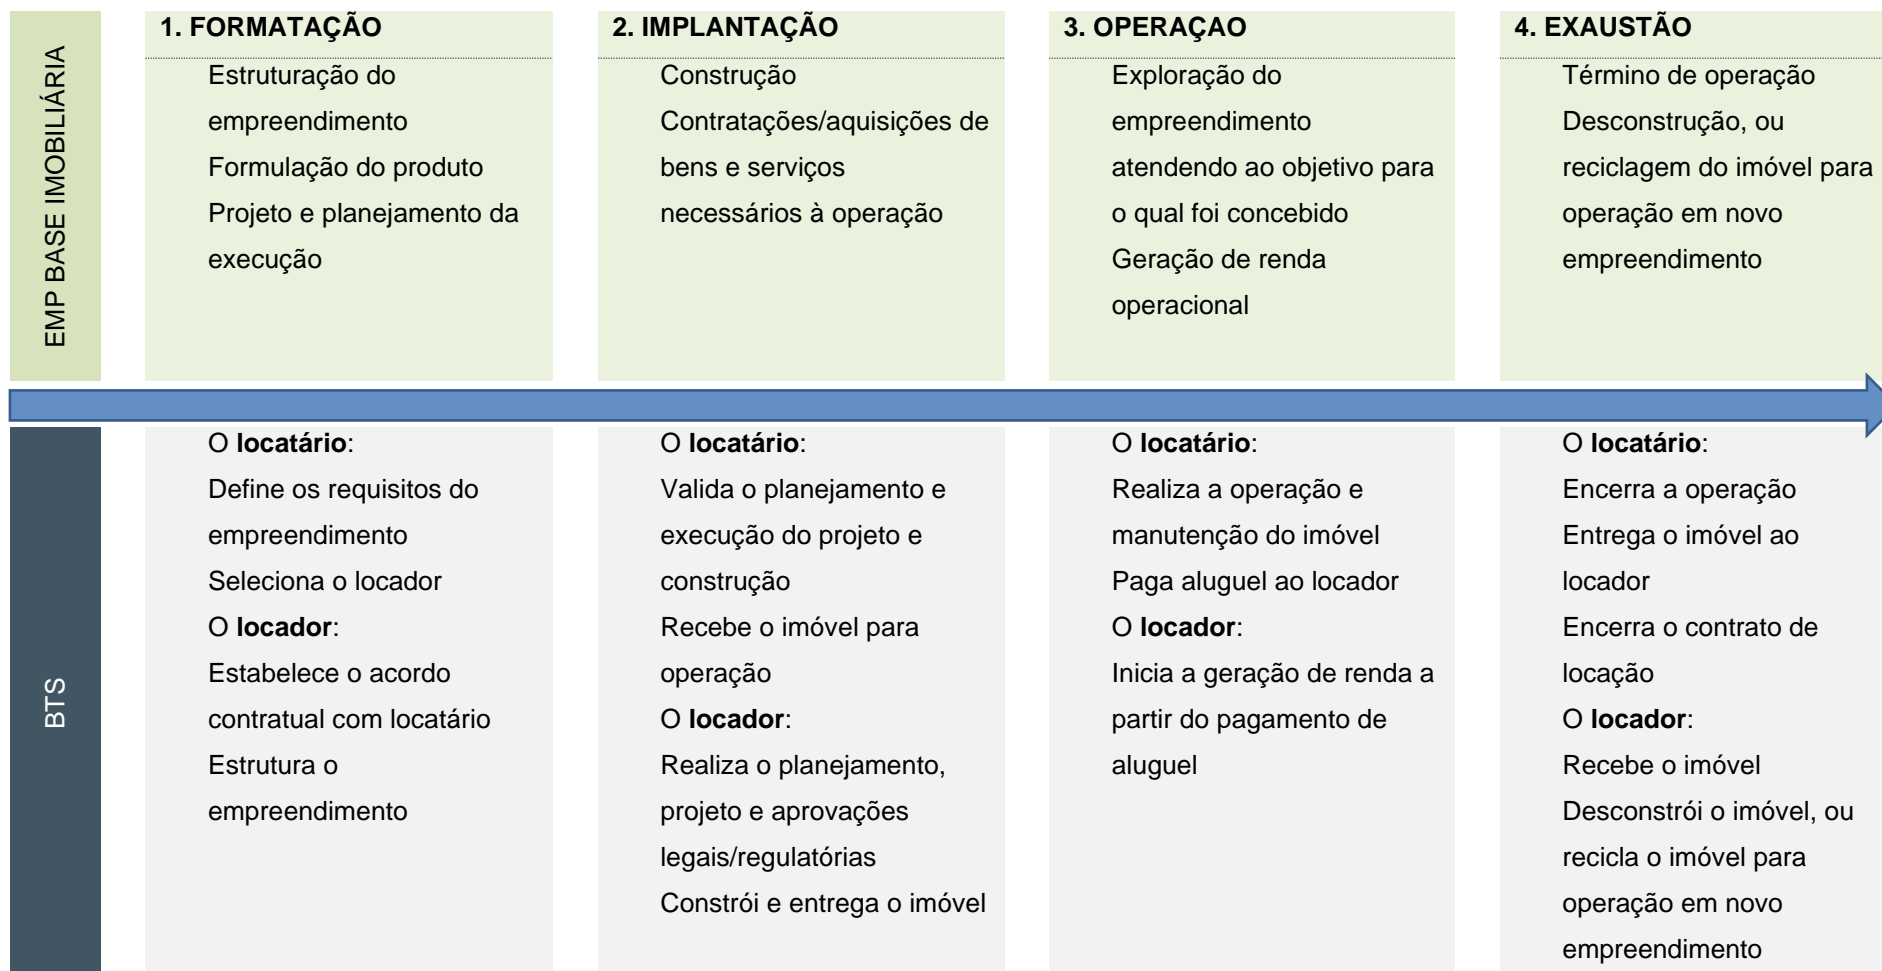 EMP BASE IMOBILIÁRIA
1. FORMATAÇÃO
Estruturação do
empreendimento
Formulação do produto
Projeto e planejamento da
execução
2. IMPLANTAÇÃO
Construção
Contratações/aquisições de
bens e serviços
necessários à operação
3. OPERAÇAO
Exploração do
empreendimento
atendendo ao objetivo para
o qual foi concebido
Geração de renda
operacional
4. EXAUSTÃO
Término de operação
Desconstrução, ou
reciclagem do imóvel para
operação em novo
empreendimento
BTS
O locatário:
Define os requisitos do
empreendimento
Seleciona o locador
O locador:
Estabelece o acordo
contratual com locatário
Estrutura o
empreendimento
O locatário:
Valida o planejamento e
execução do projeto e
construção
Recebe o imóvel para
operação
O locador:
Realiza o planejamento,
projeto e aprovações
legais/regulatórias
Constrói e entrega o imóvel
O locatário:
Realiza a operação e
manutenção do imóvel
Paga aluguel ao locador
O locador:
Inicia a geração de renda a
partir do pagamento de
aluguel
O locatário:
Encerra a operação
Entrega o imóvel ao
locador
Encerra o contrato de
locação
O locador:
Recebe o imóvel
Desconstrói o imóvel, ou
recicla o imóvel para
operação em novo
empreendimento